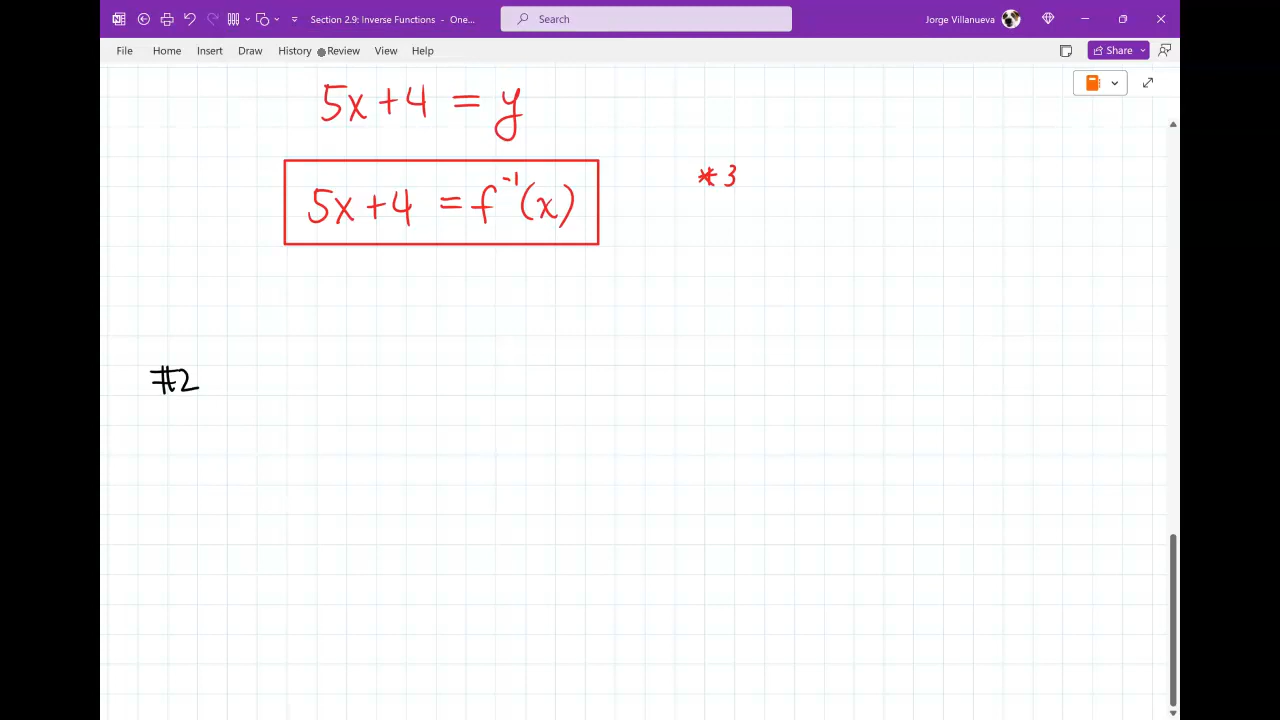 Section 2.9: Inverse Functions - One...
Search
Jorge Villanueva
File Home Insert Draw History Review View Help
Share
5x+4 = y
5x+4 = f⁻¹(x)
*3
#2